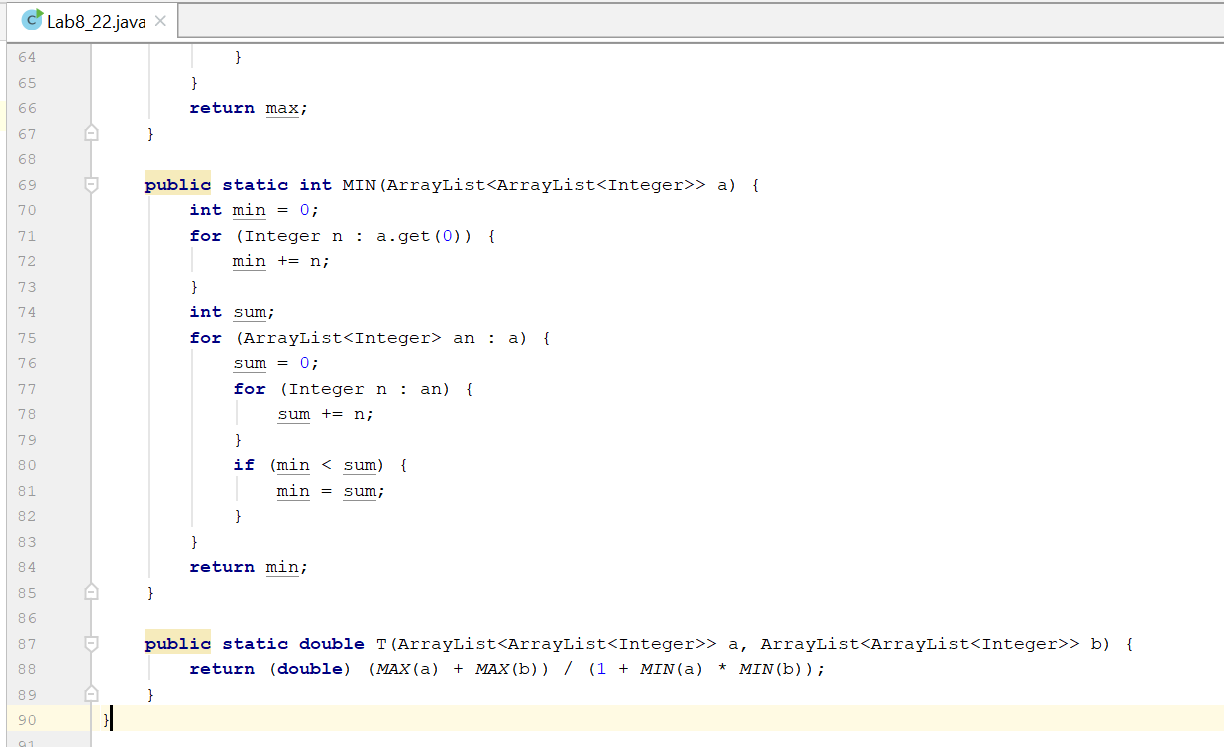 Lab8_22.java
64                 }
65             }
66             return max;
67         }
68
69         public static int MIN(ArrayList<ArrayList<Integer>> a) {
70             int min = 0;
71             for (Integer n : a.get(0)) {
72                 min += n;
73             }
74             int sum;
75             for (ArrayList<Integer> an : a) {
76                 sum = 0;
77                 for (Integer n : an) {
78                     sum += n;
79                 }
80                 if (min < sum) {
81                     min = sum;
82                 }
83             }
84             return min;
85         }
86
87         public static double T(ArrayList<ArrayList<Integer>> a, ArrayList<ArrayList<Integer>> b) {
88             return (double) (MAX(a) + MAX(b)) / (1 + MIN(a) * MIN(b));
89         }
90     }
91